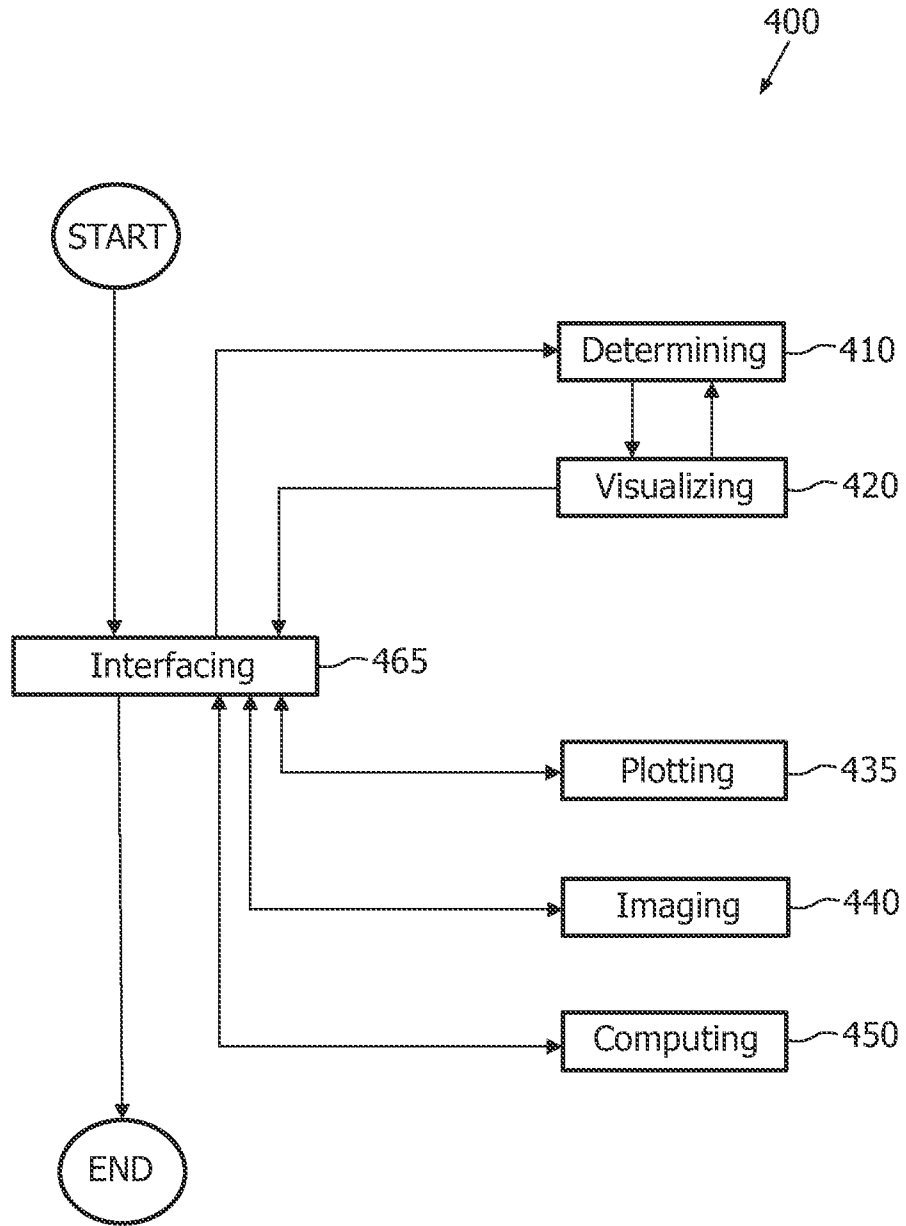 400
START
Determining
410
Visualizing
420
Interfacing
465
Plotting
435
Imaging
440
Computing
450
END